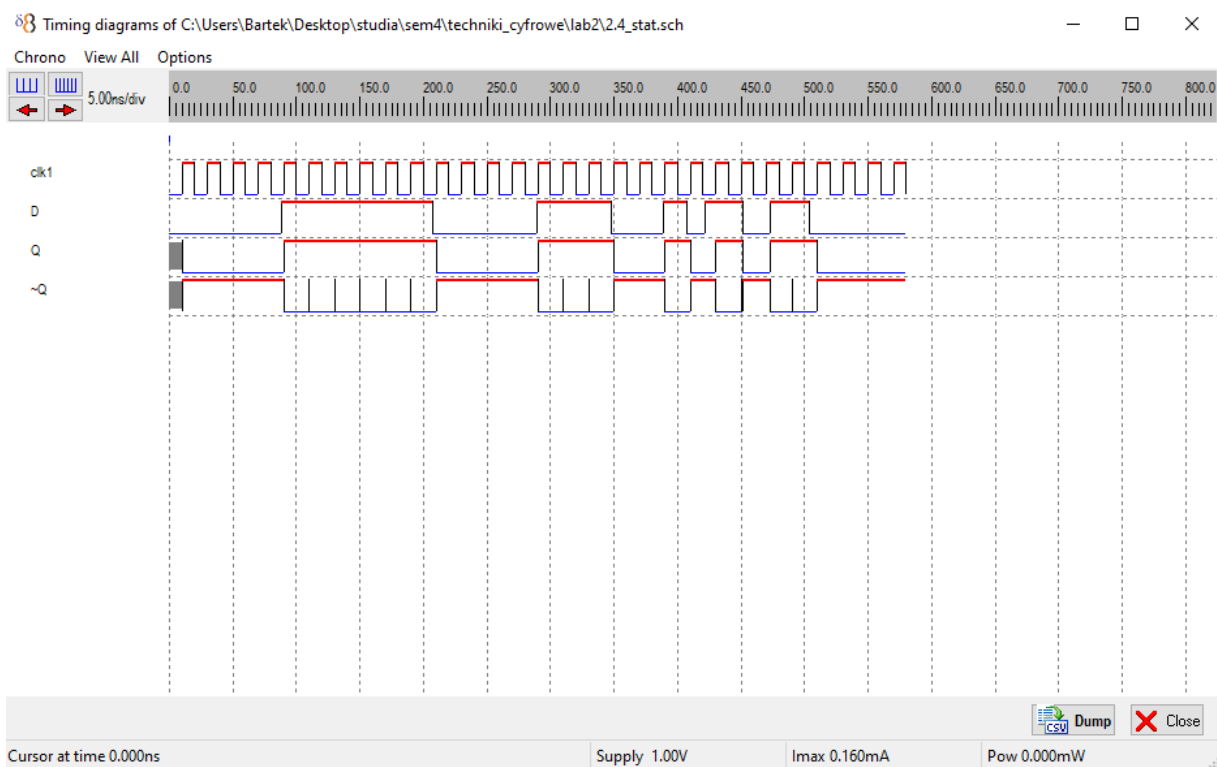 Timing diagrams of C:\Users\Bartek\Desktop\studia\sem4\techniki_cyfrowe\lab2\2.4_stat.sch
Chrono View All Options
5.00ns/div
0.0 50.0 100.0 150.0 200.0 250.0 300.0 350.0 400.0 450.0 500.0 550.0 600.0 650.0 700.0 750.0 800.0
clk1
D
Q
~Q
CSV Dump Close
Cursor at time 0.000ns Supply 1.00V Imax 0.160mA Pow 0.000mW